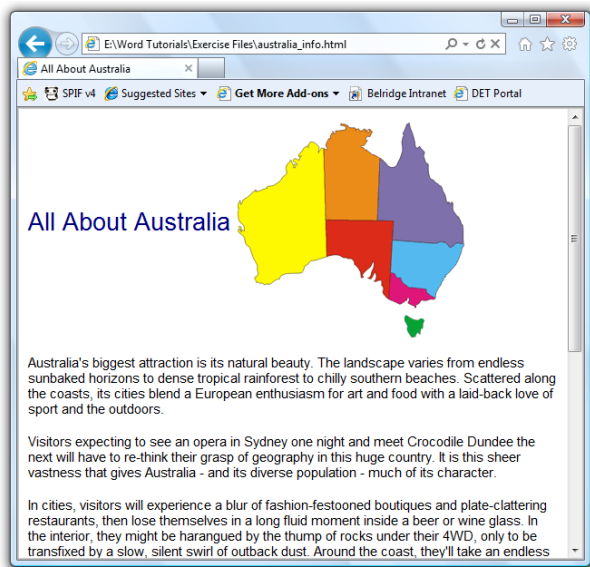 E:\Word Tutorials\Exercise Files\australia_info.html
All About Australia
SPIF v4 Suggested Sites Get More Add-ons Belridge Intranet DET Portal
All About Australia
Australia's biggest attraction is its natural beauty. The landscape varies from endless
sunbaked horizons to dense tropical rainforest to chilly southern beaches. Scattered along
the coasts, its cities blend a European enthusiasm for art and food with a laid-back love of
sport and the outdoors.
Visitors expecting to see an opera in Sydney one night and meet Crocodile Dundee the
next will have to re-think their grasp of geography in this huge country. It is this sheer
vastness that gives Australia - and its diverse population - much of its character.
In cities, visitors will experience a blur of fashion-festooned boutiques and plate-clattering
restaurants, then lose themselves in a long fluid moment inside a beer or wine glass. In
the interior, they might be harangued by the thump of rocks under their 4WD, only to be
transfixed by a slow, silent swirl of outback dust. Around the coast, they'll take an endless